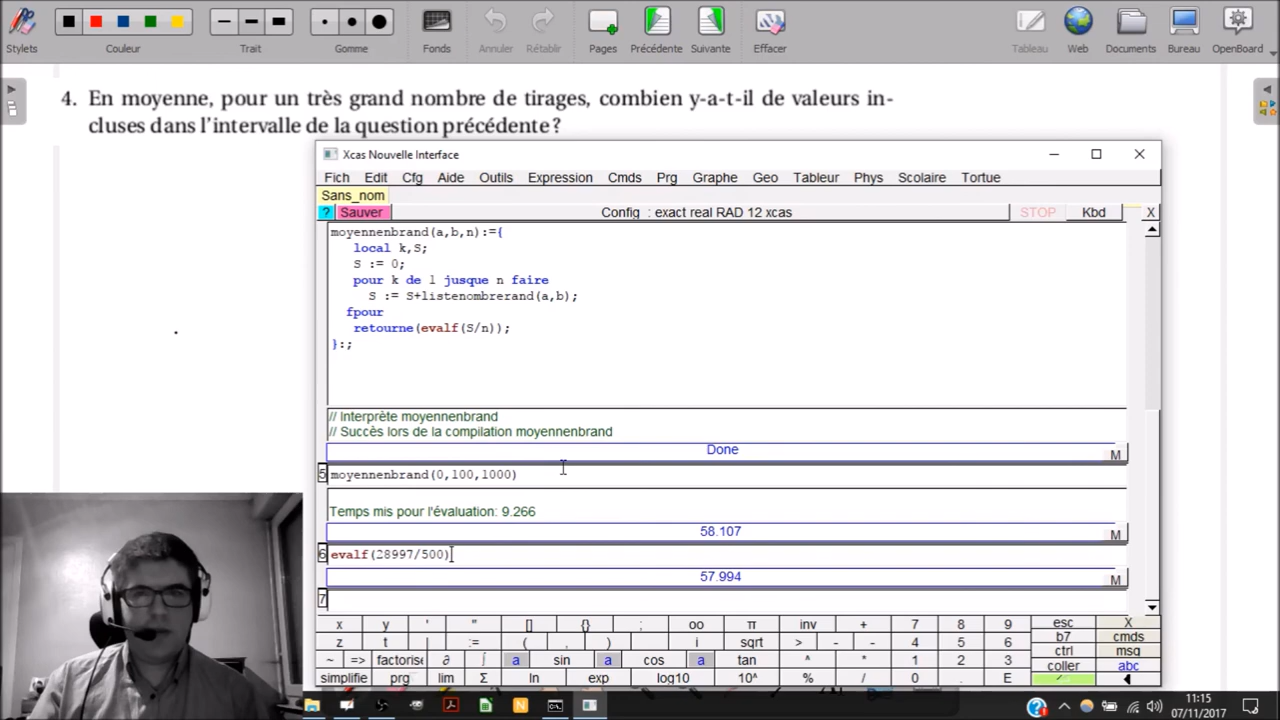 Stylets
Couleur
Trait
Gomme
Fonds
Annuler
Rétablir
Pages
Précédente
Suivante
Effacer
Tableau
Web
Documents
Bureau
OpenBoard
4. En moyenne, pour un très grand nombre de tirages, combien y-a-t-il de valeurs in-
cluses dans l'intervalle de la question précédente ?
Xcas Nouvelle Interface
Fich Edit Cfg Aide Outils Expression Cmds Prg Graphe Geo Tableur Phys Scolaire Tortue
Sans_nom
? Sauver Config : exact real RAD 12 xcas STOP Kbd X
moyennenbrand(a,b,n):={
local k,S;
S := 0;
pour k de 1 jusque n faire
S := S+listenombrerand(a,b);
fpour
retourne(evalf(S/n));
}:;
// Interprète moyennenbrand
// Succès lors de la compilation moyennenbrand
Done M
5 moyennenbrand(0,100,1000)
Temps mis pour l'évaluation: 9.266
58.107 M
6 evalf(28997/500)
57.994 M
7
x y ' " [] {} ; oo π inv + 7 8 9 esc X
z t | := ( , ) i sqrt > - - 4 5 6 b7 cmds
~ => factorise ∂ ∫ a sin a cos a tan ^ * 1 2 3 ctrl msg
coller abc
simplifie prg lim Σ ln exp log10 10^ % / 0 . E
11:15
07/11/2017